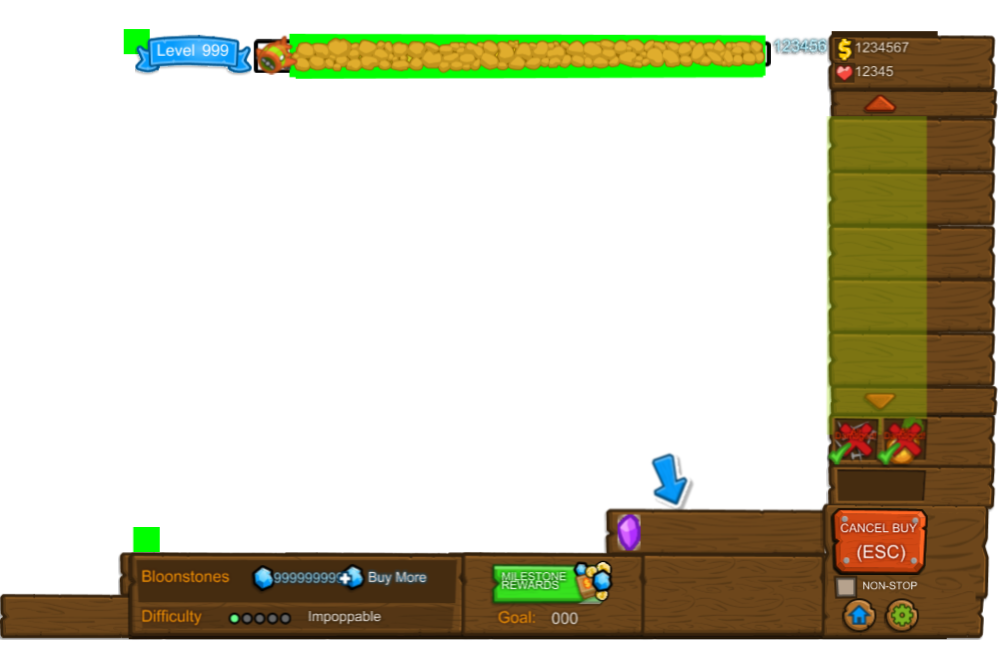 Level 999
123456
1234567
12345
CANCEL BUY
(ESC)
NON-STOP
Bloonstones
999999999
Buy More
MILESTONE
REWARDS
Difficulty
Impoppable
Goal: 000